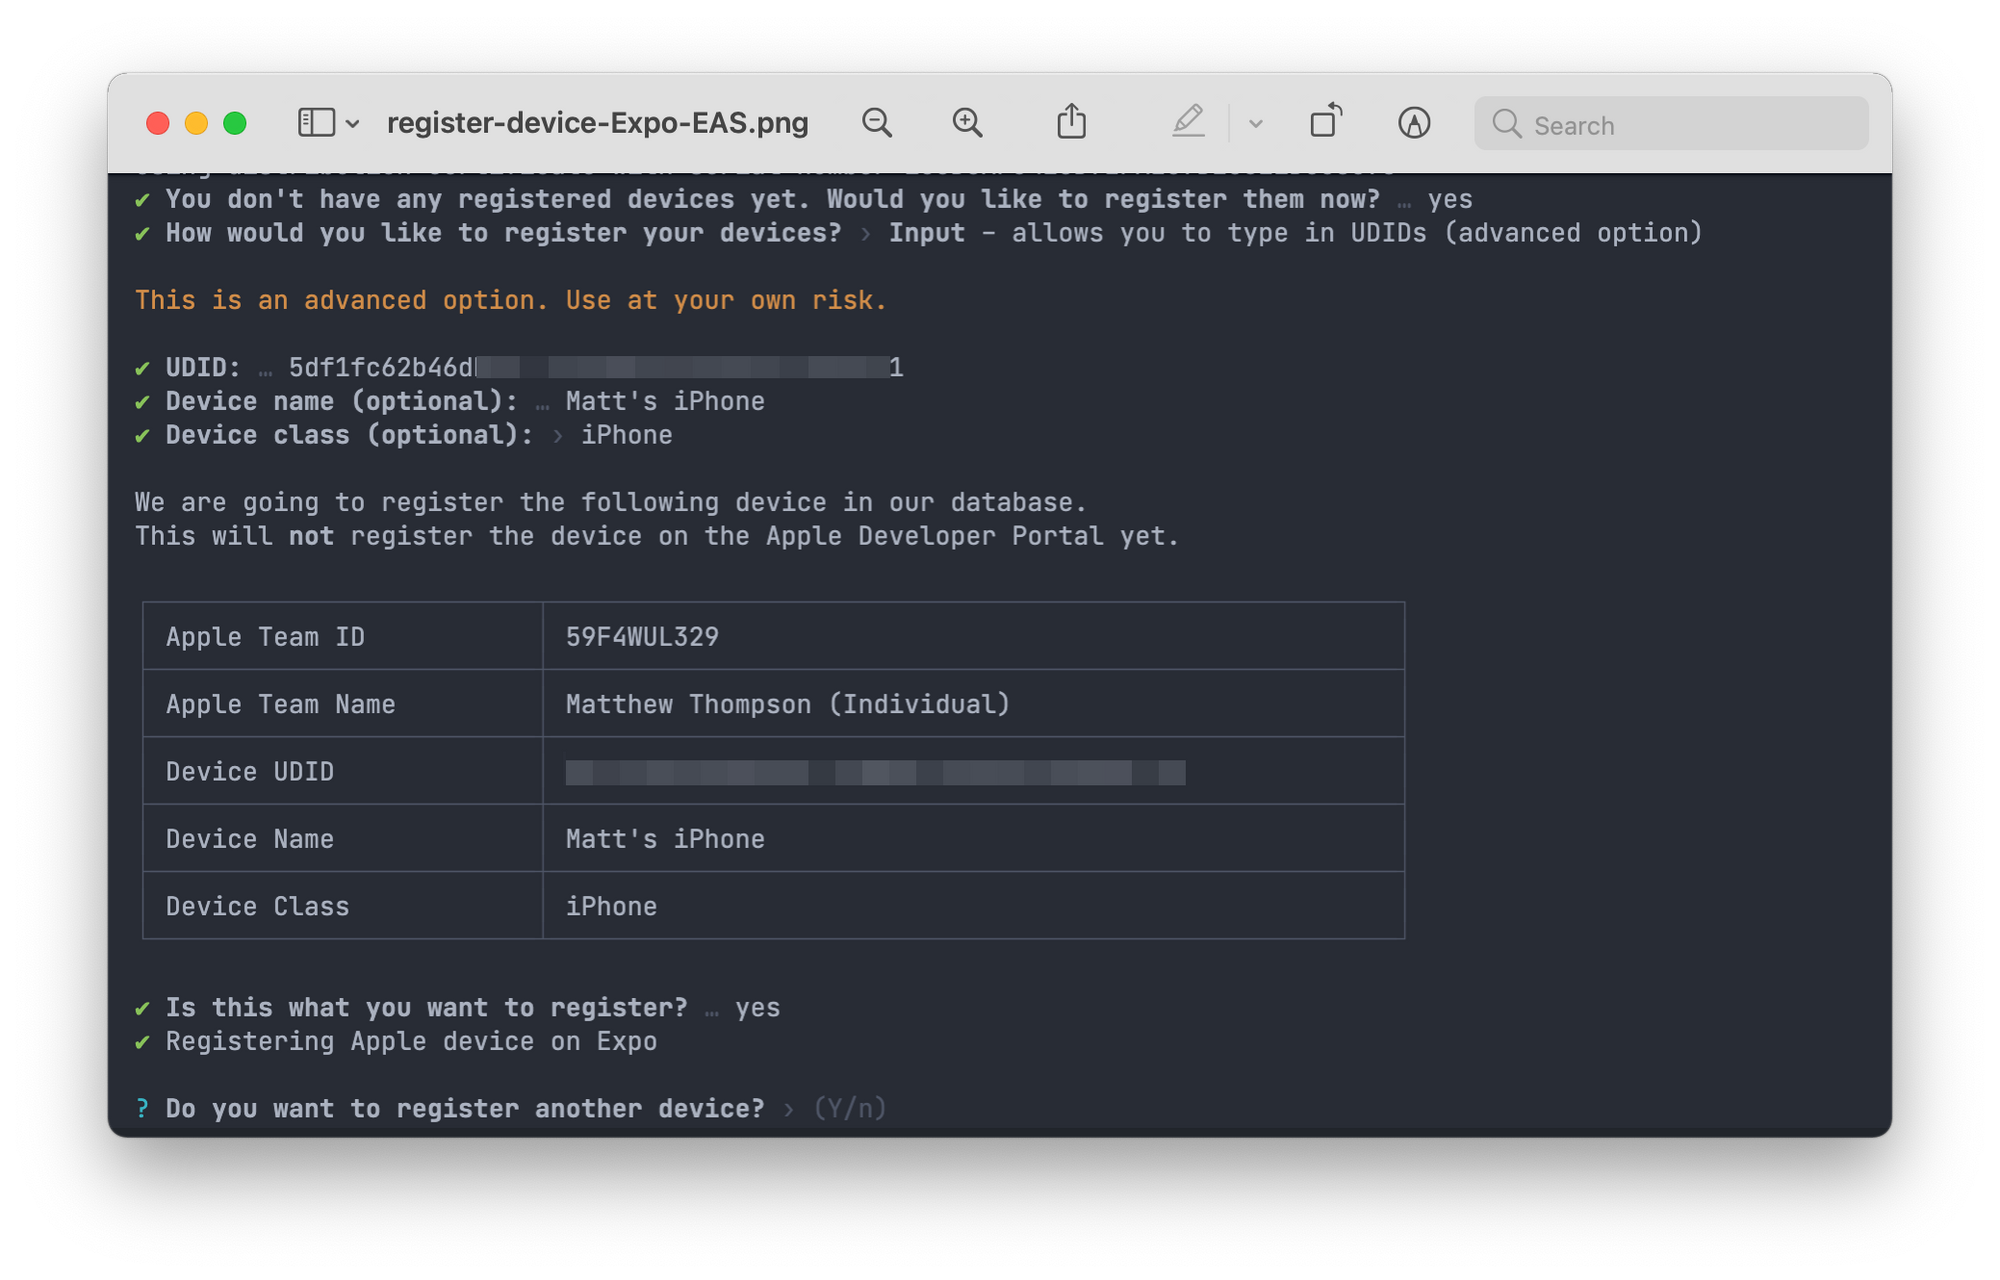 register-device-Expo-EAS.png
Search
✔ You don't have any registered devices yet. Would you like to register them now? … yes
✔ How would you like to register your devices? › Input – allows you to type in UDIDs (advanced option)
This is an advanced option. Use at your own risk.
✔ UDID: … 5df1fc62b46d 1
✔ Device name (optional): … Matt's iPhone
✔ Device class (optional): › iPhone
We are going to register the following device in our database.
This will not register the device on the Apple Developer Portal yet.
Apple Team ID 59F4WUL329
Apple Team Name Matthew Thompson (Individual)
Device UDID
Device Name Matt's iPhone
Device Class iPhone
✔ Is this what you want to register? … yes
✔ Registering Apple device on Expo
? Do you want to register another device? › (Y/n)